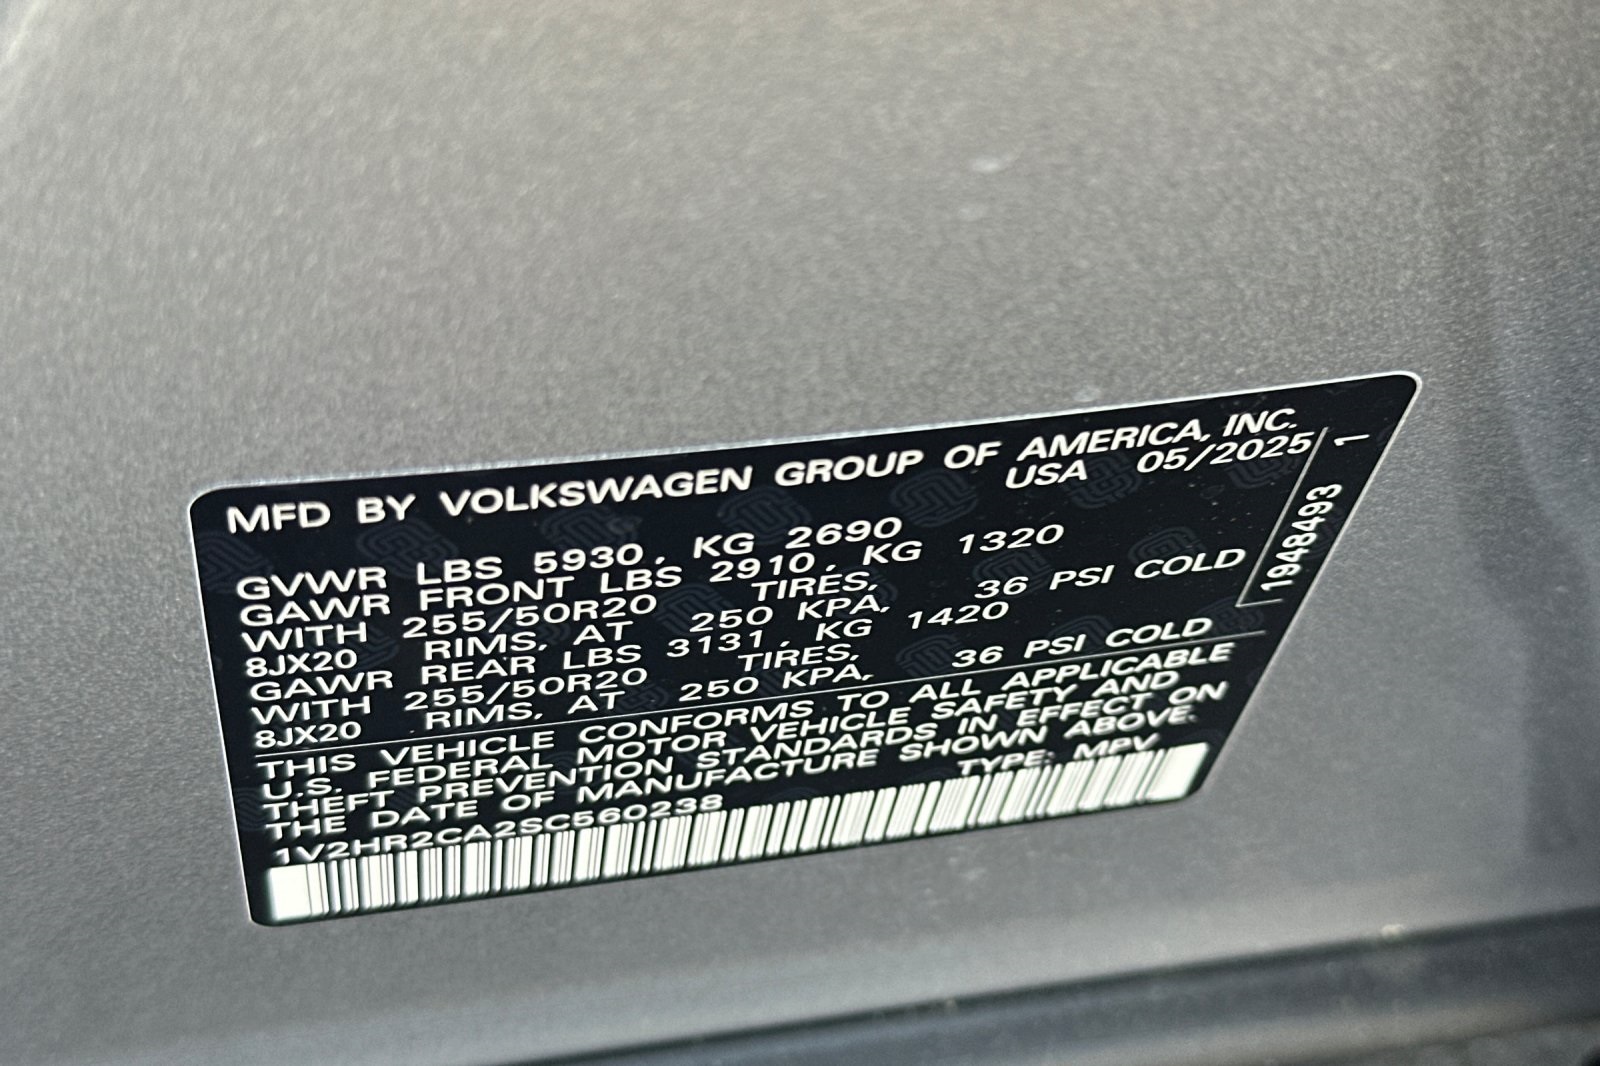 MFD BY VOLKSWAGEN GROUP OF AMERICA, INC.
USA 05/2025
GVWR LBS 5930, KG 2690
GAWR FRONT LBS 2910, KG 1320
WITH 255/50R20 TIRES,
8JX20 RIMS, AT 250 KPA, 36 PSI COLD
GAWR REAR LBS 3131, KG 1420
WITH 255/50R20 TIRES,
8JX20 RIMS, AT 250 KPA, 36 PSI COLD
THIS VEHICLE CONFORMS TO ALL APPLICABLE
U.S. FEDERAL MOTOR VEHICLE SAFETY AND
THEFT PREVENTION STANDARDS IN EFFECT ON
THE DATE OF MANUFACTURE SHOWN ABOVE.
TYPE: MPV
1V2HR2CA2SC560238
1948493 1